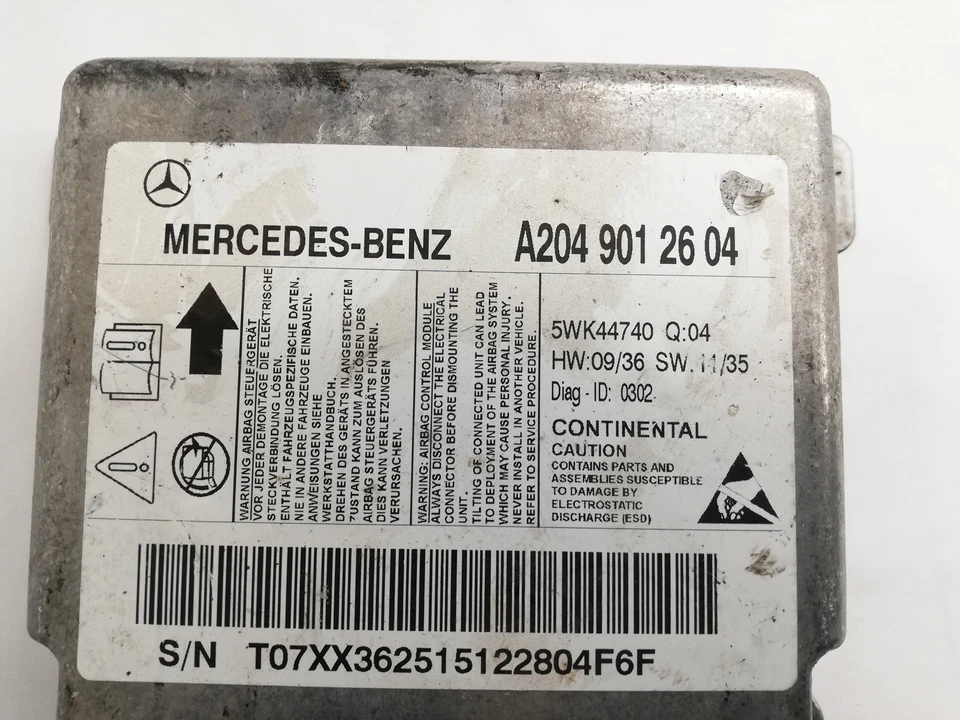 MERCEDES-BENZ
A204 901 26 04
WARNUNG AIRBAG STEUERGERÄT
VOR JEDER DEMONTAGE DIE ELEKTRISCHE
STECKVERBINDUNG LÖSEN.
ENTHÄLT FAHRZEUGSPEZIFISCHE DATEN.
NIE IN ANDERE FAHRZEUGE EINBAUEN.
ANWEISUNGEN SIEHE
WERKSTATTHANDBUCH.
DREHEN DES GERÄTS IN ANGESTECKTEM
ZUSTAND KANN ZUM AUSLÖSEN DES
AIRBAG STEUERGERÄTS FÜHREN.
DIES KANN VERLETZUNGEN
VERURSACHEN.
WARNING: AIRBAG CONTROL MODULE
ALWAYS DISCONNECT THE ELECTRICAL
CONNECTOR BEFORE DISMOUNTING THE
UNIT.
TILTING OF CONNECTED UNIT CAN LEAD
TO DEPLOYMENT OF THE AIRBAG SYSTEM
WHICH MAY CAUSE PERSONAL INJURY.
NEVER INSTALL IN ANOTHER VEHICLE.
REFER TO SERVICE PROCEDURE.
5WK44740 Q:04
HW:09/36 SW.11/35
Diag - ID: 0302
CONTINENTAL
CAUTION
CONTAINS PARTS AND
ASSEMBLIES SUSCEPTIBLE
TO DAMAGE BY
ELECTROSTATIC
DISCHARGE (ESD)
S/N T07XX362515122804F6F